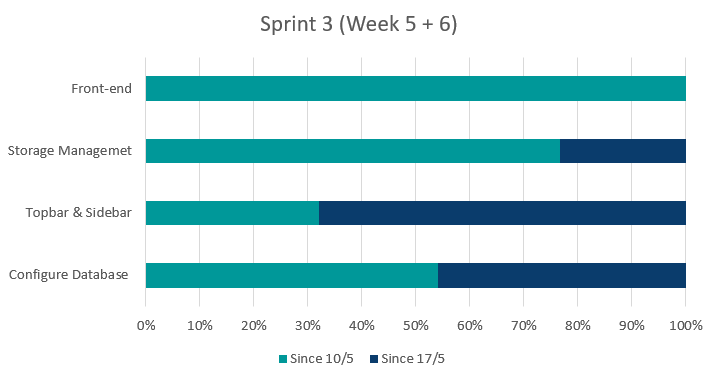 Sprint 3 (Week 5 + 6)
Front-end
Storage Managemet
Topbar & Sidebar
Configure Database
0% 10% 20% 30% 40% 50% 60% 70% 80% 90% 100%
Since 10/5 Since 17/5